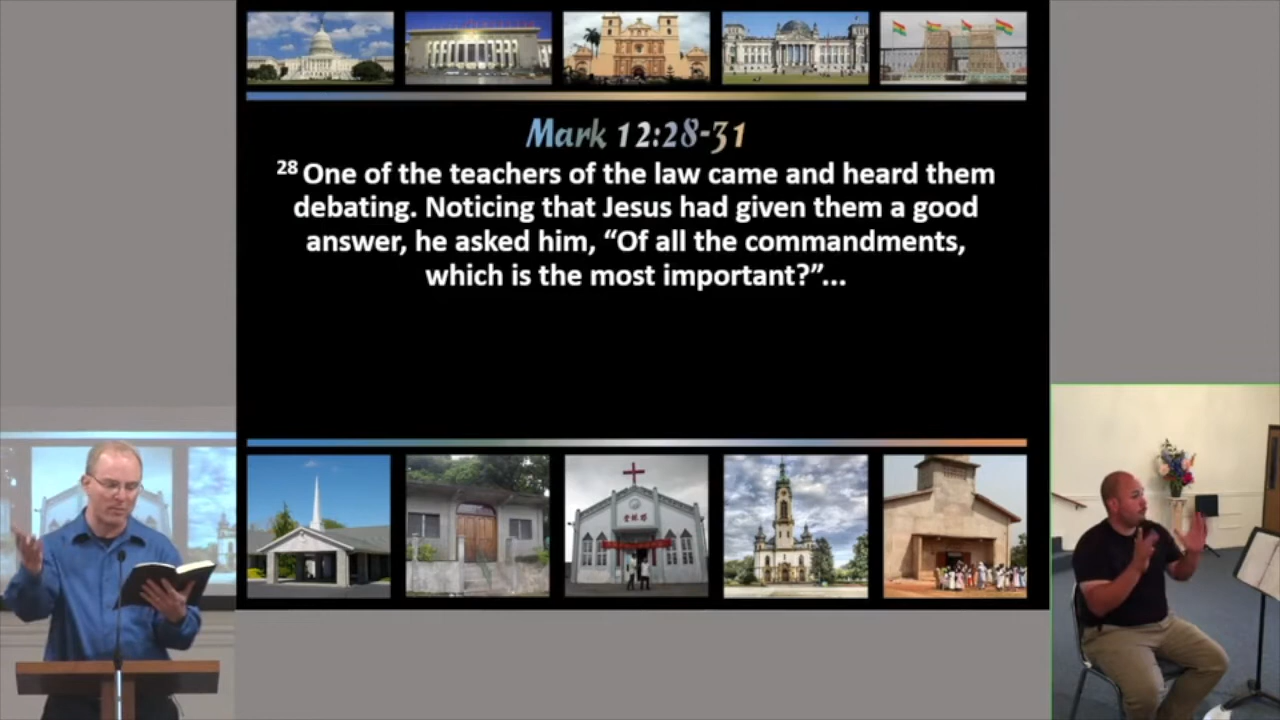 Mark 12:28-31
28 One of the teachers of the law came and heard them
debating. Noticing that Jesus had given them a good
answer, he asked him, “Of all the commandments,
which is the most important?”...